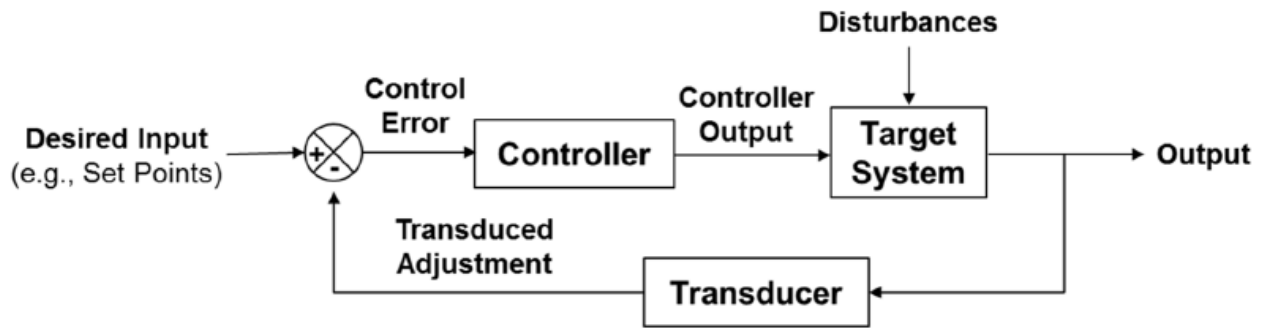 Disturbances
Control
Error
Controller
Output
Desired Input
(e.g., Set Points)
+
-
Controller
Target
System
Output
Transduced
Adjustment
Transducer